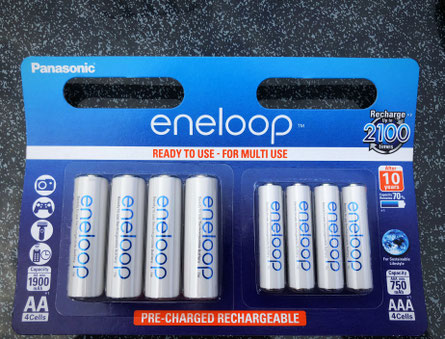 Panasonic
eneloop™
READY TO USE - FOR MULTI USE
Recharge
Up to
2100
times
After
10
years
Capacity
70%
For Sustainable
Lifestyle
eneloop
eneloop
eneloop
eneloop
eneloop
eneloop
eneloop
eneloop
Capacity
1900
mAh
AA
4Cells
Capacity
750
mAh
AAA
4Cells
PRE-CHARGED RECHARGEABLE